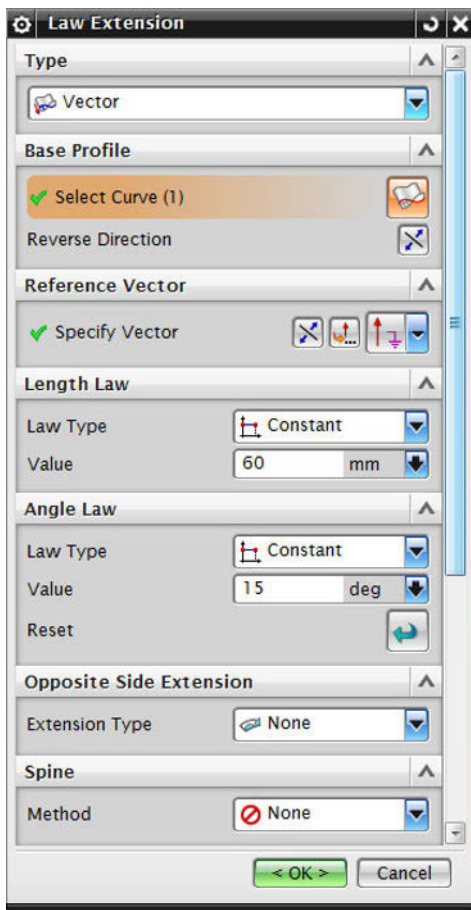 Law Extension
Type
Vector
Base Profile
Select Curve (1)
Reverse Direction
Reference Vector
Specify Vector
Length Law
Law Type Constant
Value 60 mm
Angle Law
Law Type Constant
Value 15 deg
Reset
Opposite Side Extension
Extension Type None
Spine
Method None
< OK > Cancel